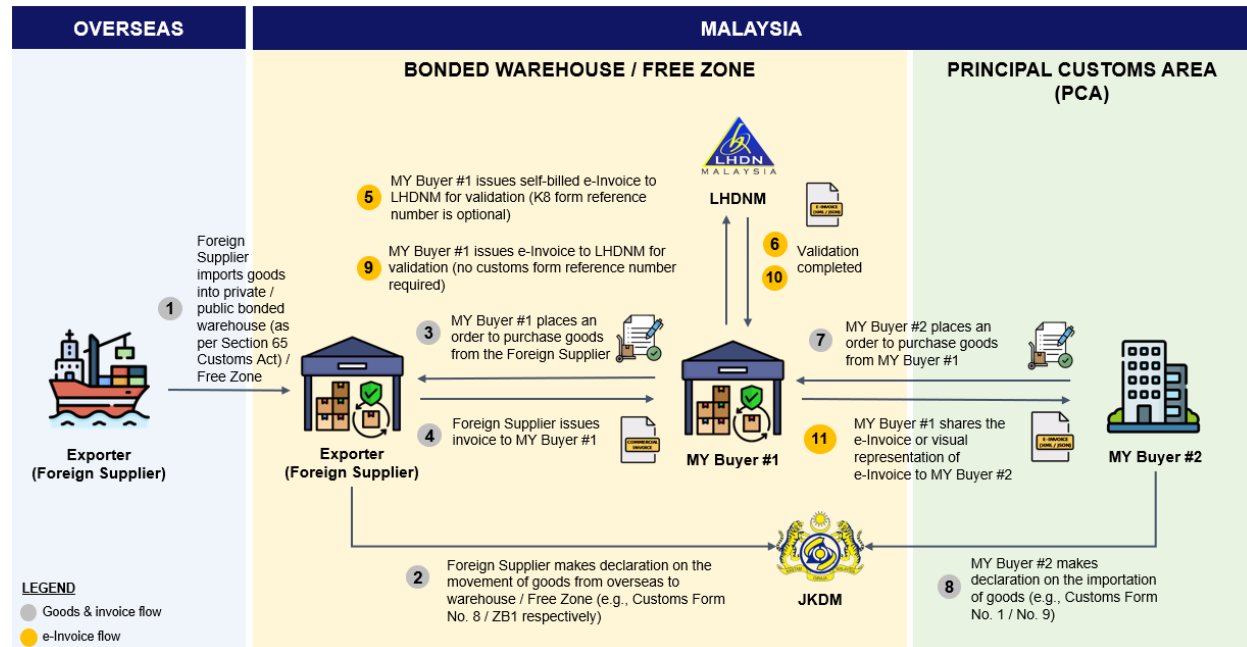 OVERSEAS
MALAYSIA
BONDED WAREHOUSE / FREE ZONE
PRINCIPAL CUSTOMS AREA
(PCA)
LHDN
MALAYSIA
LHDNM
5
MY Buyer #1 issues self-billed e-Invoice to
LHDNM for validation (K8 form reference
number is optional)
E-INVOICE
(XML / JSON)
9
MY Buyer #1 issues e-Invoice to LHDNM for
validation (no customs form reference number
required)
6
10
Validation
completed
1
Foreign
Supplier
imports goods
into private /
public bonded
warehouse (as
per Section 65
Customs Act) /
Free Zone
3
MY Buyer #1 places an
order to purchase goods
from the Foreign Supplier
7
MY Buyer #2 places an
order to purchase goods
from MY Buyer #1
4
Foreign Supplier issues
invoice to MY Buyer #1
COMMERCIAL
INVOICE
11
MY Buyer #1 shares the
e-Invoice or visual
representation of
e-Invoice to MY Buyer #2
E-INVOICE
(XML / JSON)
Exporter
(Foreign Supplier)
Exporter
(Foreign Supplier)
MY Buyer #1
MY Buyer #2
2
Foreign Supplier makes declaration on the
movement of goods from overseas to
warehouse / Free Zone (e.g., Customs Form
No. 8 / ZB1 respectively)
JKDM
8
MY Buyer #2 makes
declaration on the importation
of goods (e.g., Customs Form
No. 1 / No. 9)
LEGEND
Goods & invoice flow
e-Invoice flow